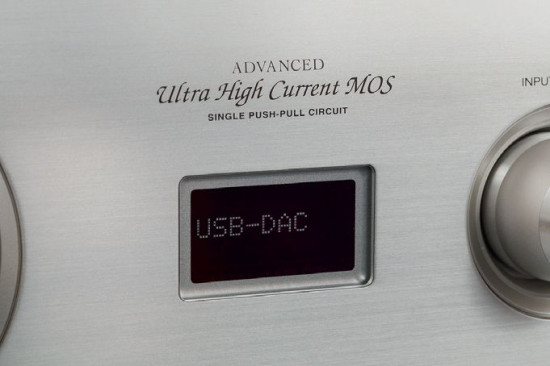 ADVANCED
Ultra High Current MOS
SINGLE PUSH-PULL CIRCUIT
INPUT
USB-DAC